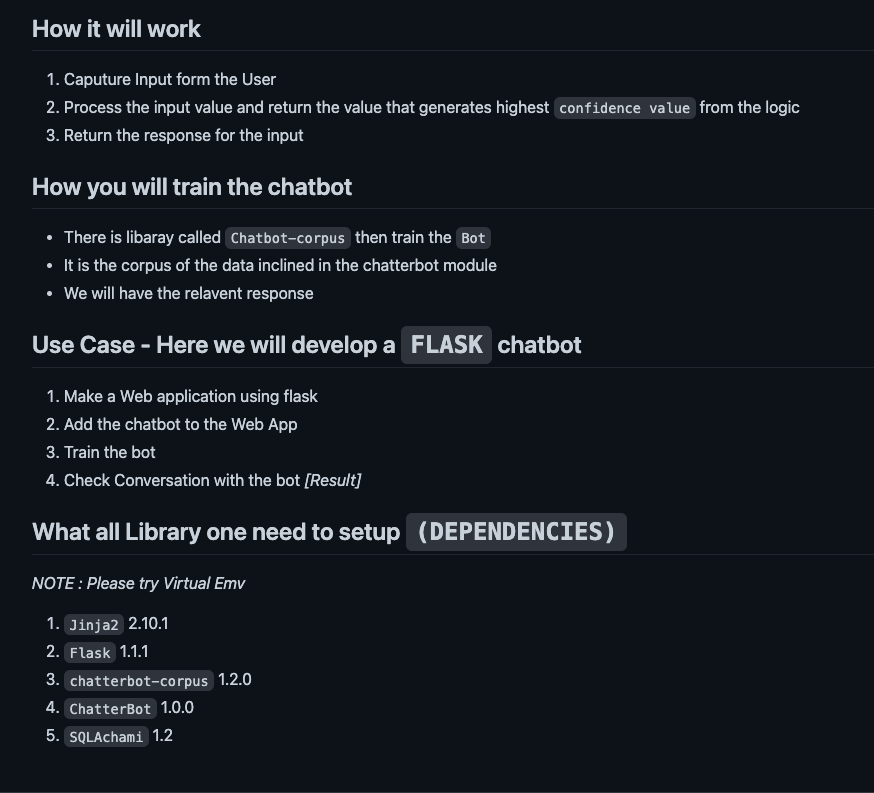 How it will work
1. Caputure Input form the User
2. Process the input value and return the value that generates highest confidence value from the logic
3. Return the response for the input
How you will train the chatbot
• There is libaray called Chatbot-corpus then train the Bot
• It is the corpus of the data inclined in the chatterbot module
• We will have the relavent response
Use Case - Here we will develop a FLASK chatbot
1. Make a Web application using flask
2. Add the chatbot to the Web App
3. Train the bot
4. Check Conversation with the bot [Result]
What all Library one need to setup (DEPENDENCIES)
NOTE : Please try Virtual Emv
1. Jinja2 2.10.1
2. Flask 1.1.1
3. chatterbot-corpus 1.2.0
4. ChatterBot 1.0.0
5. SQLAchami 1.2